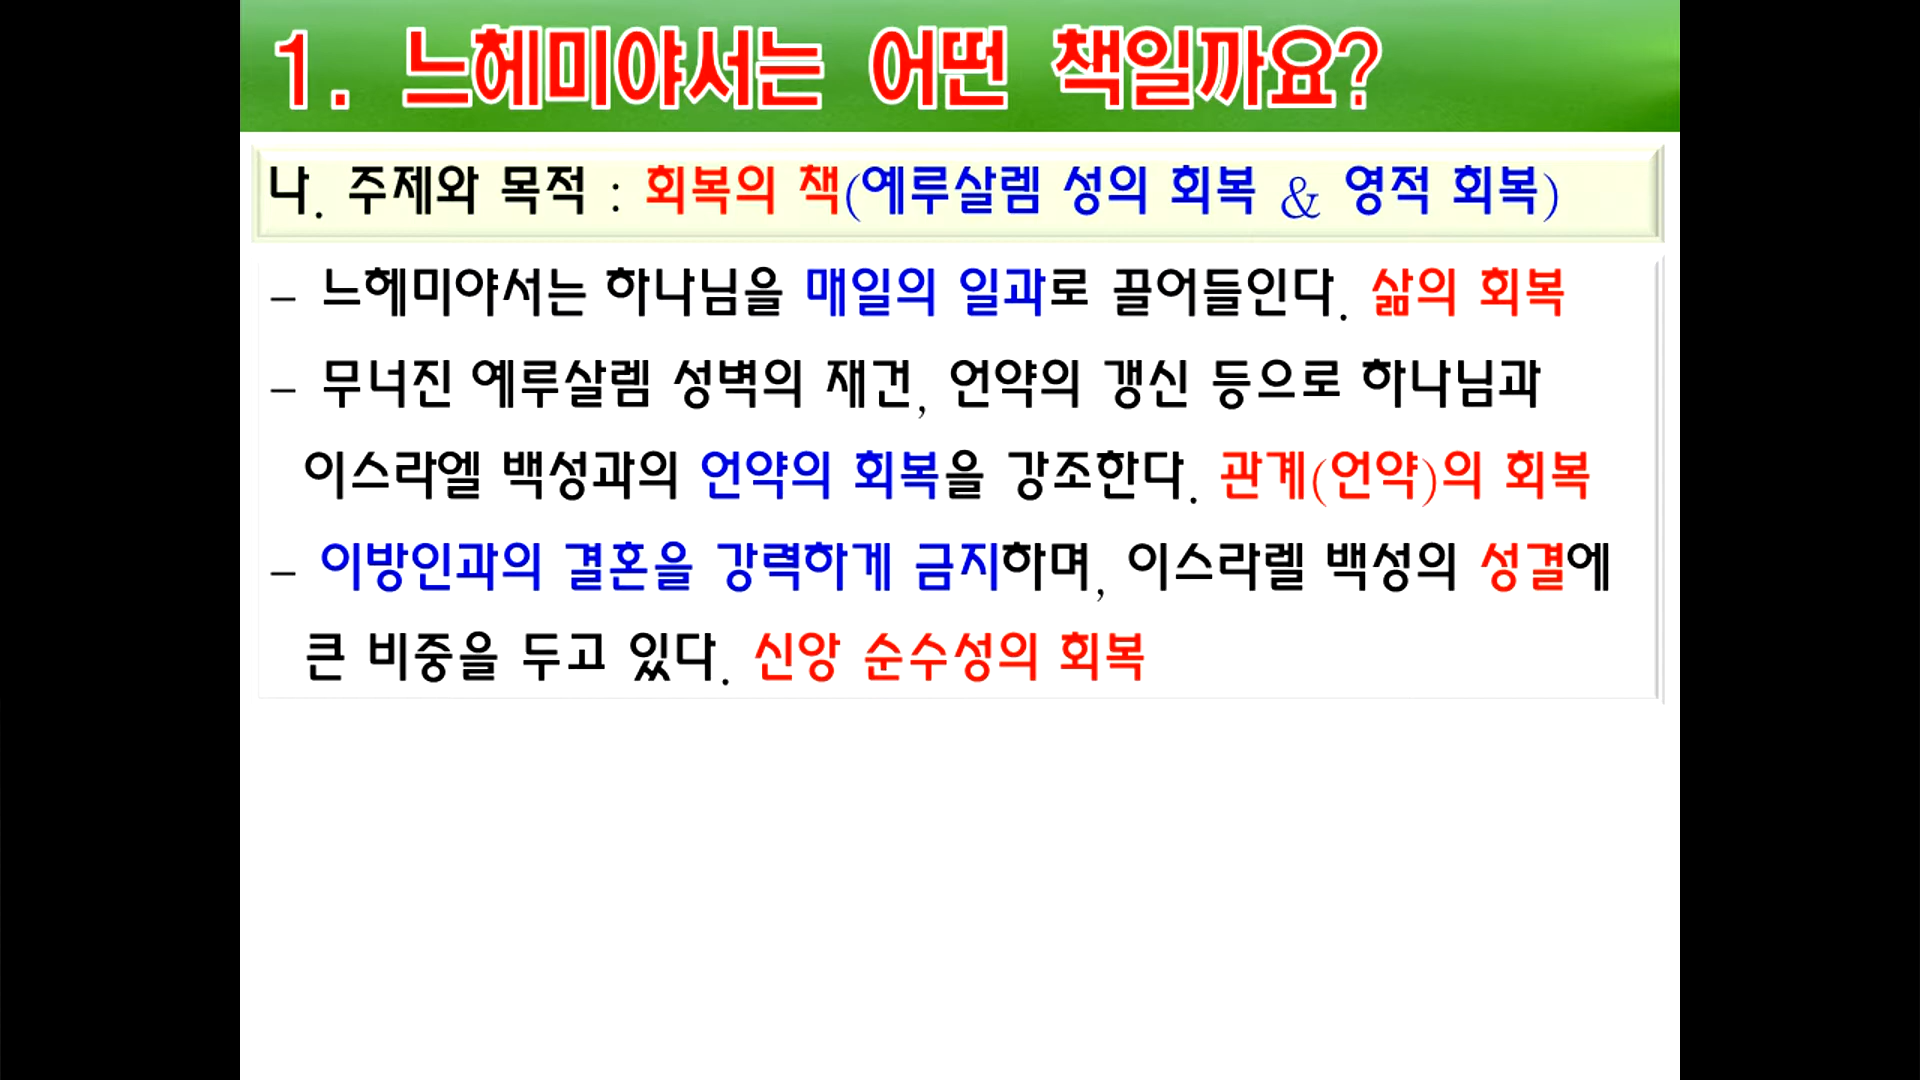 1. 느헤미야서는 어떤 책일까요?
나. 주제와 목적 : 회복의 책(예루살렘 성의 회복 & 영적 회복)
- 느헤미야서는 하나님을 매일의 일과로 끌어들인다. 삶의 회복
- 무너진 예루살렘 성벽의 재건, 언약의 갱신 등으로 하나님과
이스라엘 백성과의 언약의 회복을 강조한다. 관계(언약)의 회복
- 이방인과의 결혼을 강력하게 금지하며, 이스라렐 백성의 성결에
큰 비중을 두고 있다. 신앙 순수성의 회복